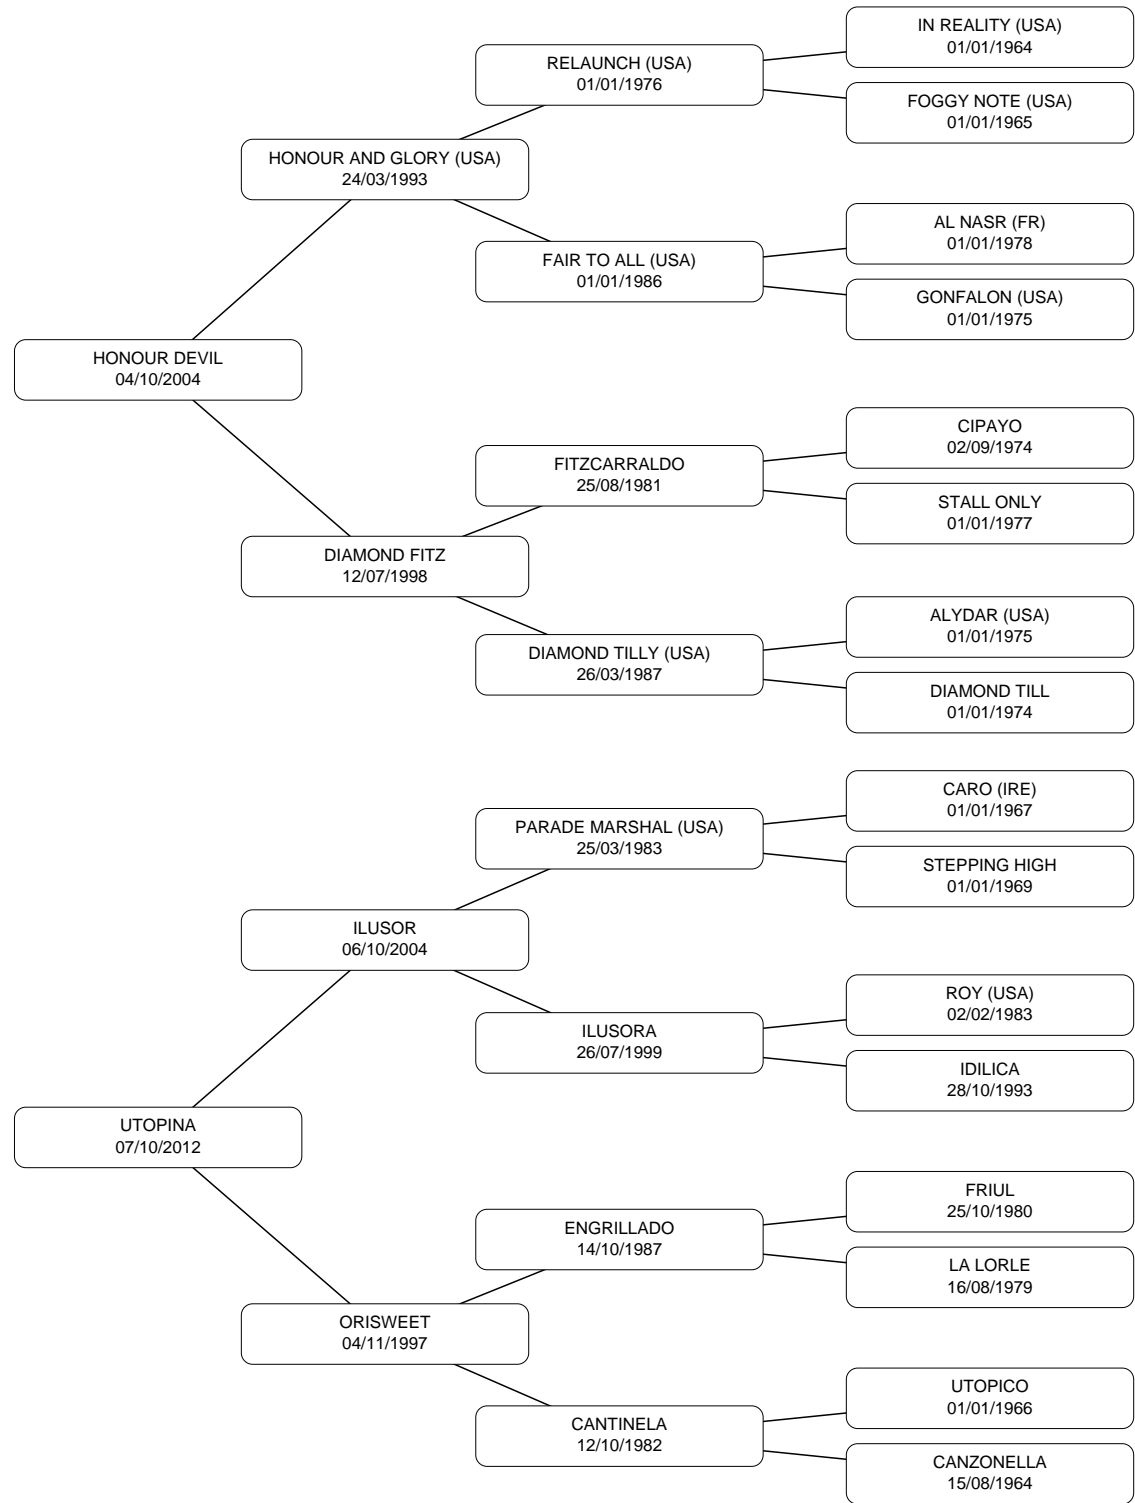 IN REALITY (USA)
01/01/1964
RELAUNCH (USA)
01/01/1976
FOGGY NOTE (USA)
01/01/1965
HONOUR AND GLORY (USA)
24/03/1993
AL NASR (FR)
01/01/1978
FAIR TO ALL (USA)
01/01/1986
GONFALON (USA)
01/01/1975
HONOUR DEVIL
04/10/2004
CIPAYO
02/09/1974
FITZCARRALDO
25/08/1981
STALL ONLY
01/01/1977
DIAMOND FITZ
12/07/1998
ALYDAR (USA)
01/01/1975
DIAMOND TILLY (USA)
26/03/1987
DIAMOND TILL
01/01/1974
CARO (IRE)
01/01/1967
PARADE MARSHAL (USA)
25/03/1983
STEPPING HIGH
01/01/1969
ILUSOR
06/10/2004
ROY (USA)
02/02/1983
ILUSORA
26/07/1999
IDILICA
28/10/1993
UTOPINA
07/10/2012
FRIUL
25/10/1980
ENGRILLADO
14/10/1987
LA LORLE
16/08/1979
ORISWEET
04/11/1997
UTOPICO
01/01/1966
CANTINELA
12/10/1982
CANZONELLA
15/08/1964